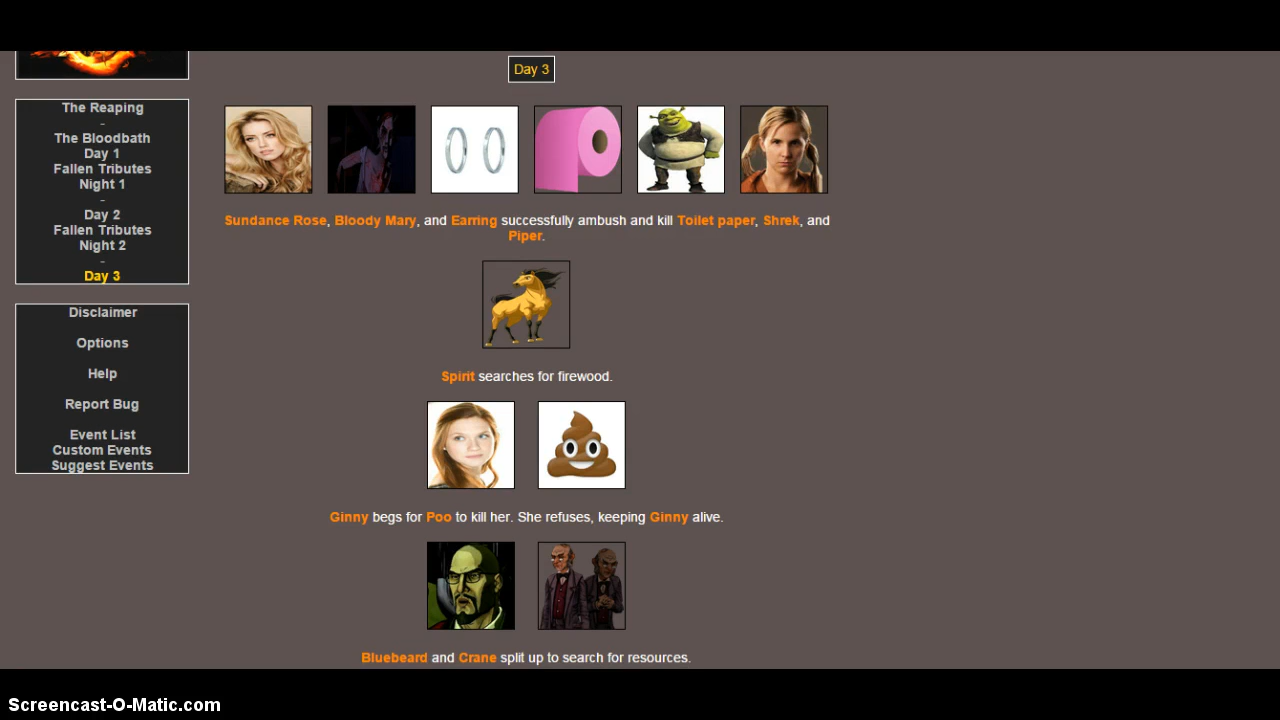 Day 3
The Reaping
-
The Bloodbath
Day 1
Fallen Tributes
Night 1
-
Day 2
Fallen Tributes
Night 2
-
Day 3
Disclaimer
Options
Help
Report Bug
Event List
Custom Events
Suggest Events
Sundance Rose, Bloody Mary, and Earring successfully ambush and kill Toilet paper, Shrek, and
Piper.
Spirit searches for firewood.
Ginny begs for Poo to kill her. She refuses, keeping Ginny alive.
Bluebeard and Crane split up to search for resources.
Screencast-O-Matic.com